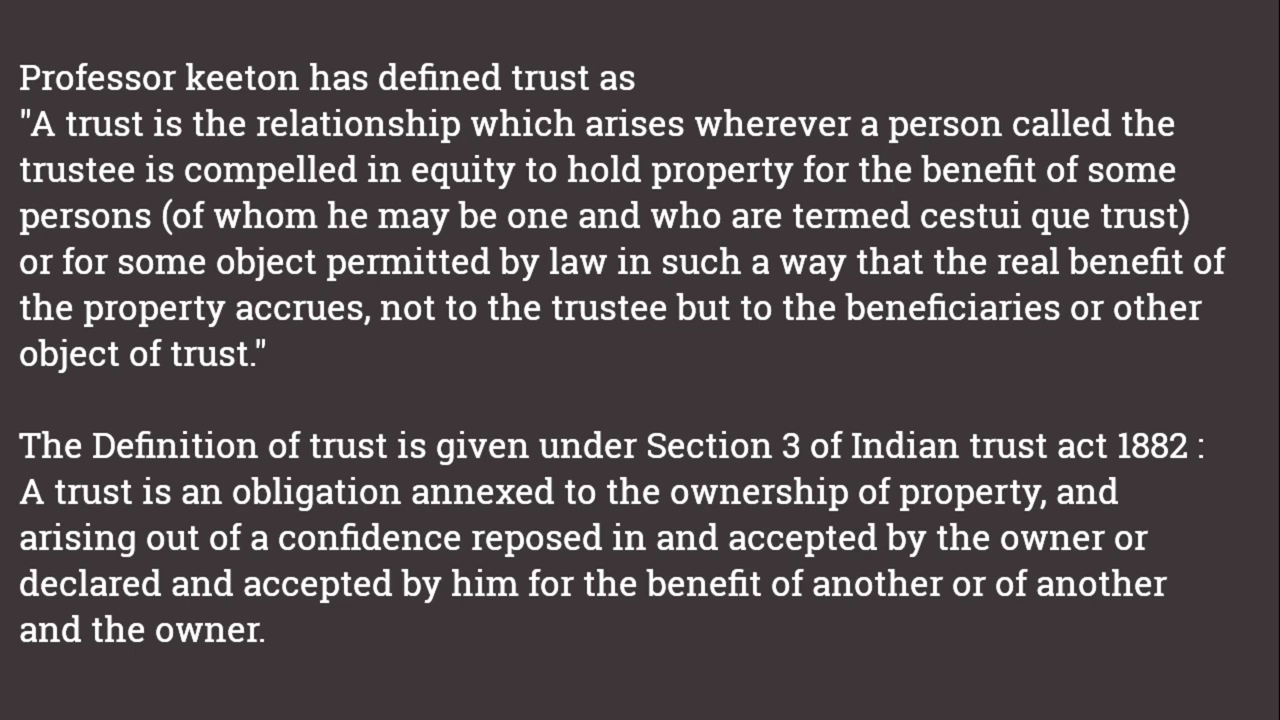 Professor keeton has defined trust as
"A trust is the relationship which arises wherever a person called the
trustee is compelled in equity to hold property for the benefit of some
persons (of whom he may be one and who are termed cestui que trust)
or for some object permitted by law in such a way that the real benefit of
the property accrues, not to the trustee but to the beneficiaries or other
object of trust."
The Definition of trust is given under Section 3 of Indian trust act 1882 :
A trust is an obligation annexed to the ownership of property, and
arising out of a confidence reposed in and accepted by the owner or
declared and accepted by him for the benefit of another or of another
and the owner.